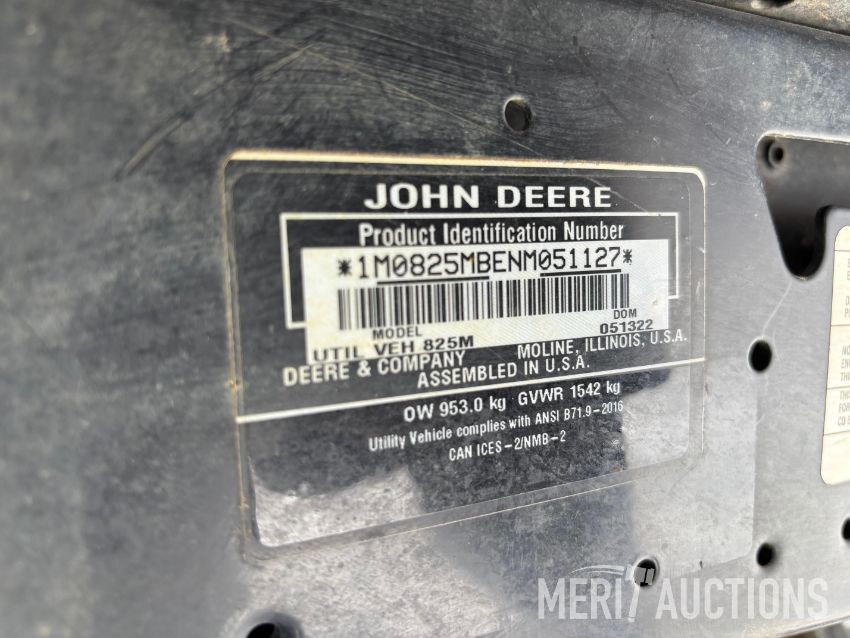 JOHN DEERE
Product Identification Number
*1M0825MBENM051127*
MODEL DOM
UTIL VEH 825M 051322
DEERE & COMPANY MOLINE, ILLINOIS, U.S.A.
ASSEMBLED IN U.S.A.
OW 953.0 kg GVWR 1542 kg
Utility Vehicle complies with ANSI B71.9-2016
CAN ICES-2/NMB-2
MERIT AUCTIONS